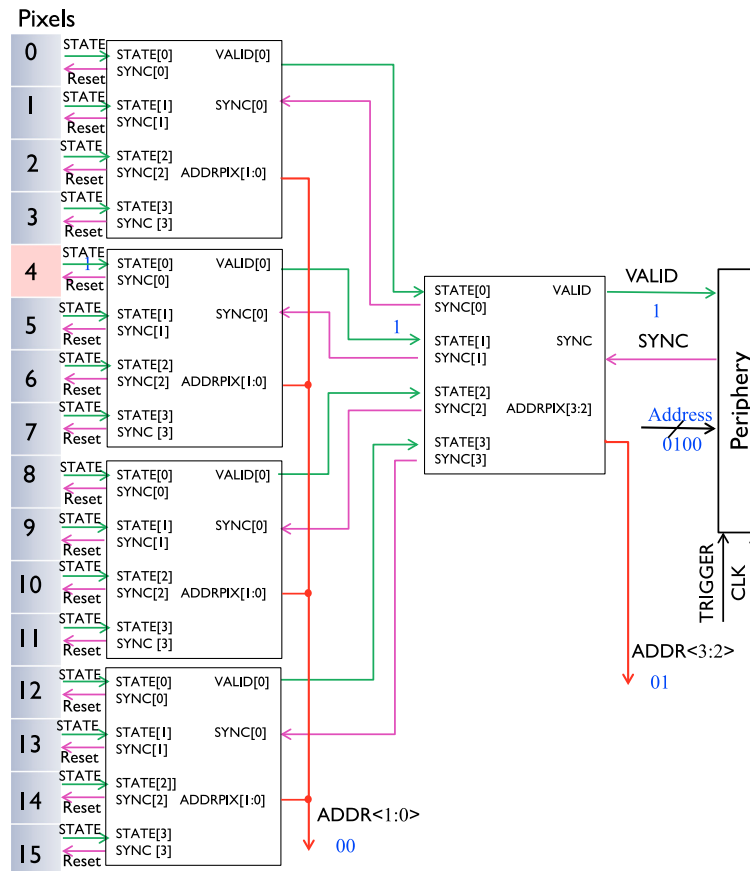 Pixels
0
STATE
Reset
STATE[0]
SYNC[0]
VALID[0]
1
STATE
Reset
STATE[1]
SYNC[1]
SYNC[0]
2
STATE
Reset
STATE[2]
SYNC[2]
ADDRPIX[1:0]
3
STATE
Reset
STATE[3]
SYNC [3]
4
STATE
1
Reset
STATE[0]
SYNC[0]
VALID[0]
5
STATE
Reset
STATE[1]
SYNC[1]
SYNC[0]
6
STATE
Reset
STATE[2]
SYNC[2]
ADDRPIX[1:0]
7
STATE
Reset
STATE[3]
SYNC [3]
8
STATE
Reset
STATE[0]
SYNC[0]
VALID[0]
9
STATE
Reset
STATE[1]
SYNC[1]
SYNC[0]
10
STATE
Reset
STATE[2]
SYNC[2]
ADDRPIX[1:0]
11
STATE
Reset
STATE[3]
SYNC [3]
12
STATE
Reset
STATE[0]
SYNC[0]
VALID[0]
13
STATE
Reset
STATE[1]
SYNC[1]
SYNC[0]
14
STATE
Reset
STATE[2]]
SYNC[2]
ADDRPIX[1:0]
15
STATE
Reset
STATE[3]
SYNC [3]
ADDR<1:0>
00
1
STATE[0]
SYNC[0]
VALID
STATE[1]
SYNC[1]
SYNC
STATE[2]
SYNC[2]
ADDRPIX[3:2]
STATE[3]
SYNC[3]
VALID
1
SYNC
Address
0100
Periphery
TRIGGER
CLK
ADDR<3:2>
01